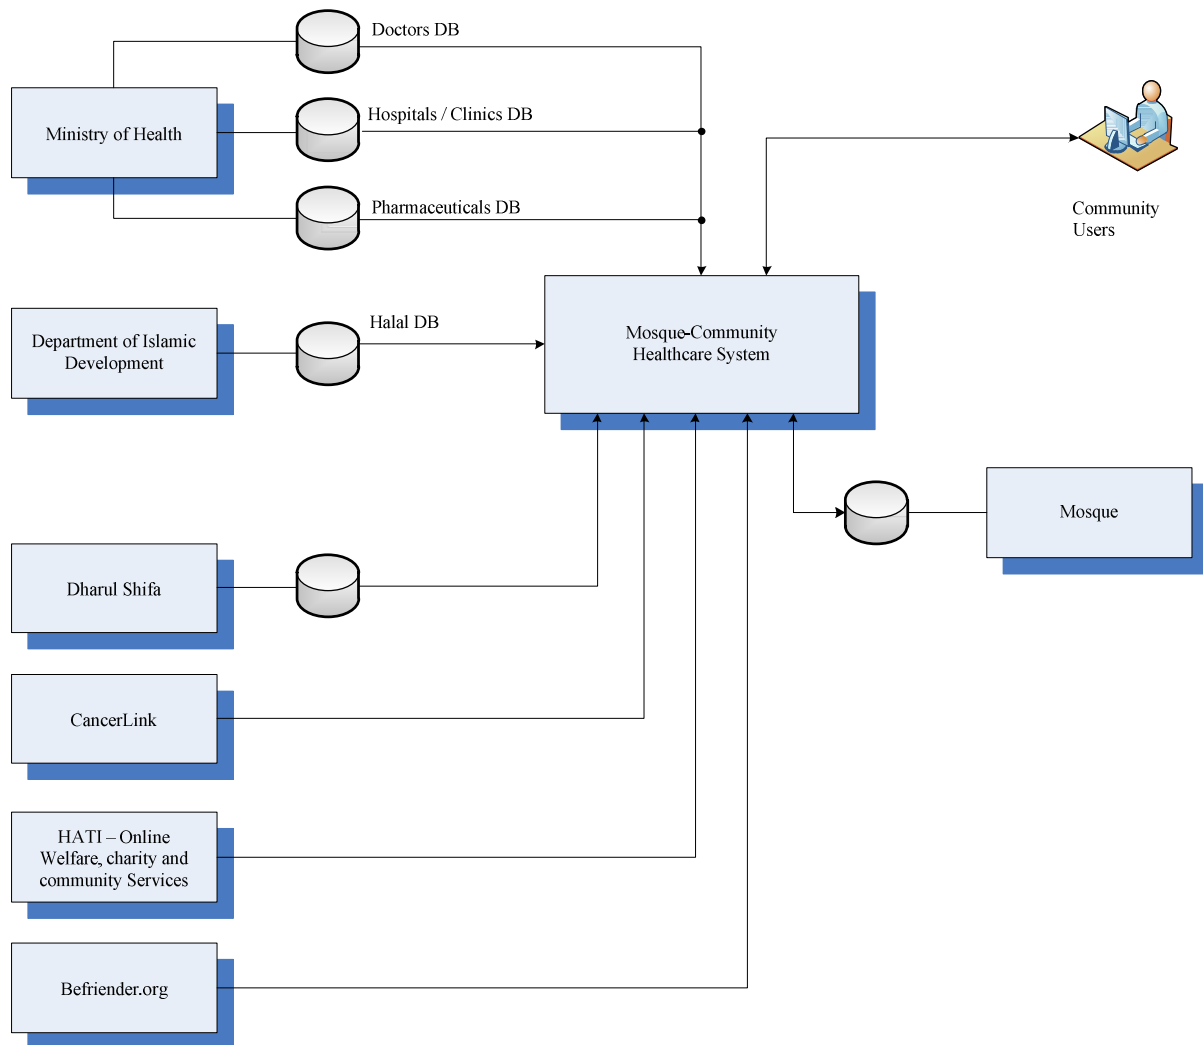 Doctors DB
Ministry of Health
Hospitals / Clinics DB
Pharmaceuticals DB
Community
Users
Department of Islamic
Development
Halal DB
Mosque-Community
Healthcare System
Mosque
Dharul Shifa
CancerLink
HATI – Online
Welfare, charity and
community Services
Befriender.org